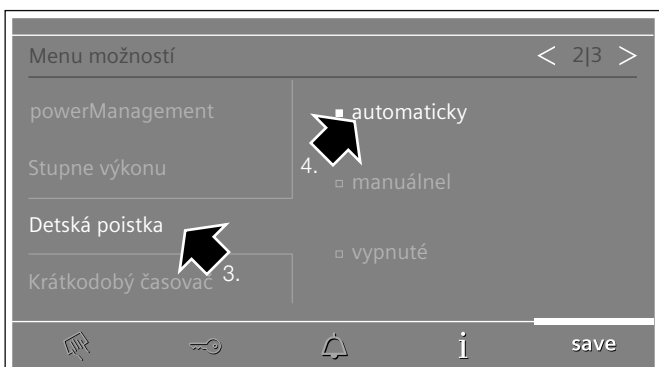 Menu možností < 2|3 >
powerManagement
automaticky
Stupne výkonu
4.
manuálnel
Detská poistka
vypnuté
3.
Krátkodobý časovač
i
save